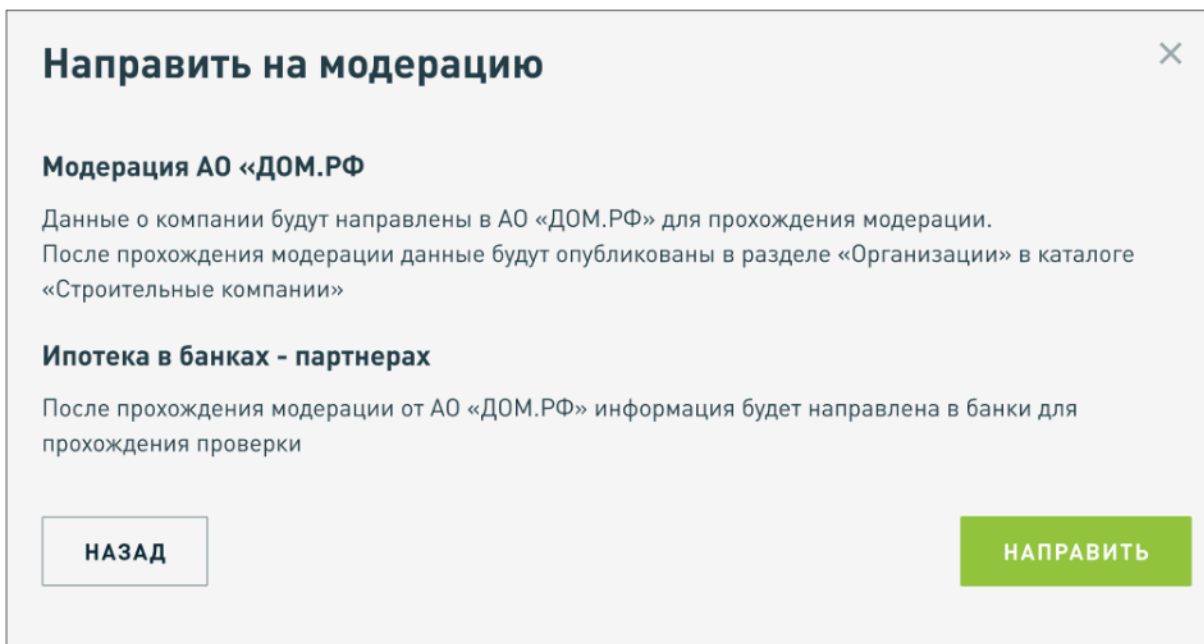 Направить на модерацию
Модерация АО «ДОМ.РФ
Данные о компании будут направлены в АО «ДОМ.РФ» для прохождения модерации.
После прохождения модерации данные будут опубликованы в разделе «Организации» в каталоге
«Строительные компании»
Ипотека в банках - партнерах
После прохождения модерации от АО «ДОМ.РФ» информация будет направлена в банки для
прохождения проверки
НАЗАД
НАПРАВИТЬ